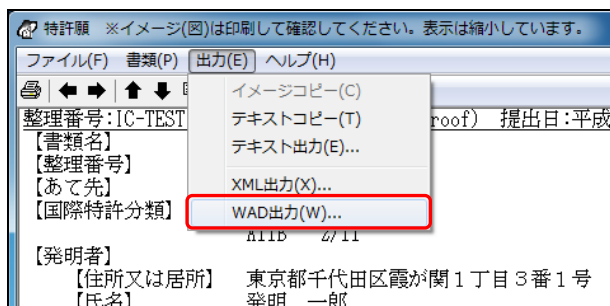 特許願 ※イメージ(図)は印刷して確認してください。表示は縮小しています。
ファイル(F) 書類(P) 出力(E) ヘルプ(H)
イメージコピー(C)
テキストコピー(T)
テキスト出力(E)...
XML出力(X)...
WAD出力(W)...
整理番号:IC-TEST roof) 提出日:平成
【書類名】
【整理番号】
【あて先】
【国際特許分類】
【発明者】
【住所又は居所】 東京都千代田区霞が関1丁目3番1号
【氏名】 発明 一郎